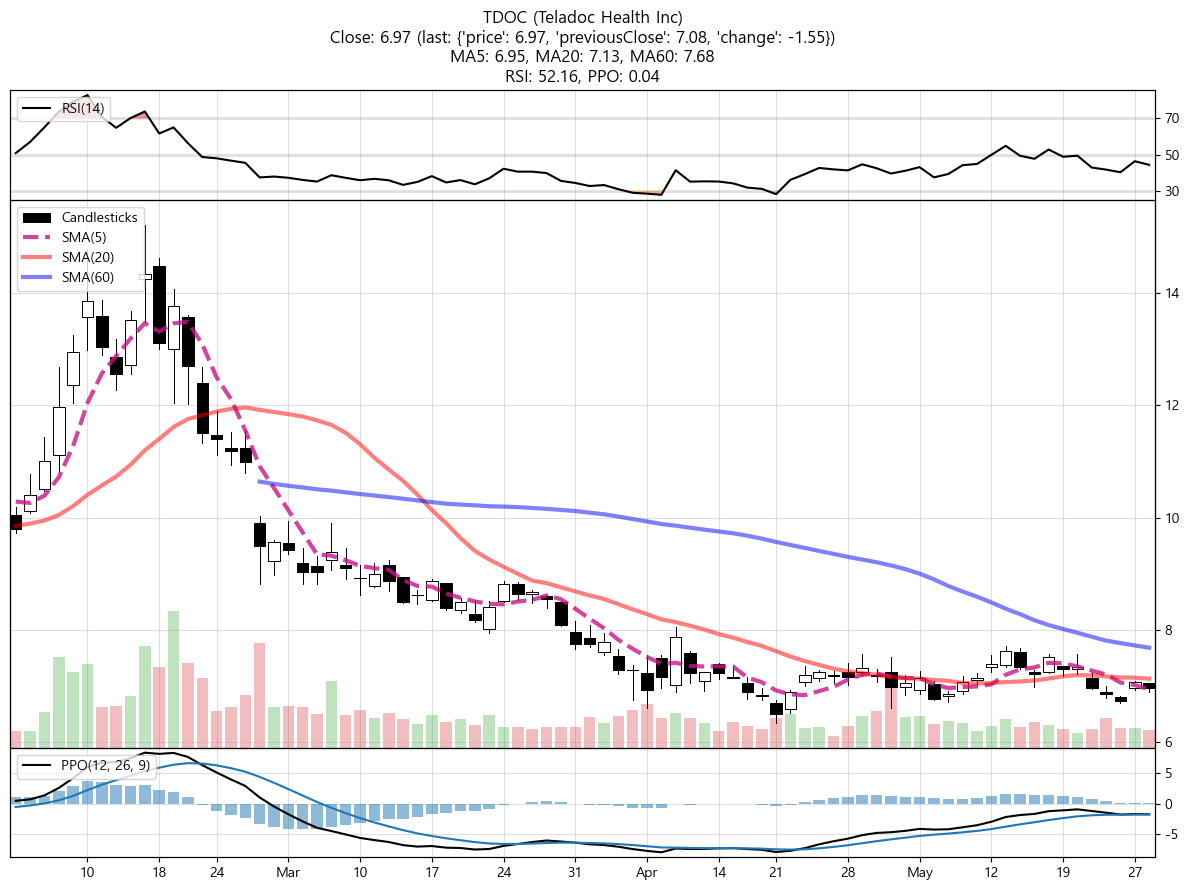 TDOC (Teladoc Health Inc)
Close: 6.97 (last: {'price': 6.97, 'previousClose': 7.08, 'change': -1.55})
MA5: 6.95, MA20: 7.13, MA60: 7.68
RSI: 52.16, PPO: 0.04
RSI(14)
70
50
30
Candlesticks
SMA(5)
SMA(20)
SMA(60)
14
12
10
8
6
PPO(12, 26, 9)
5
0
-5
10 18 24 Mar 10 17 24 31 Apr 14 21 28 May 12 19 27